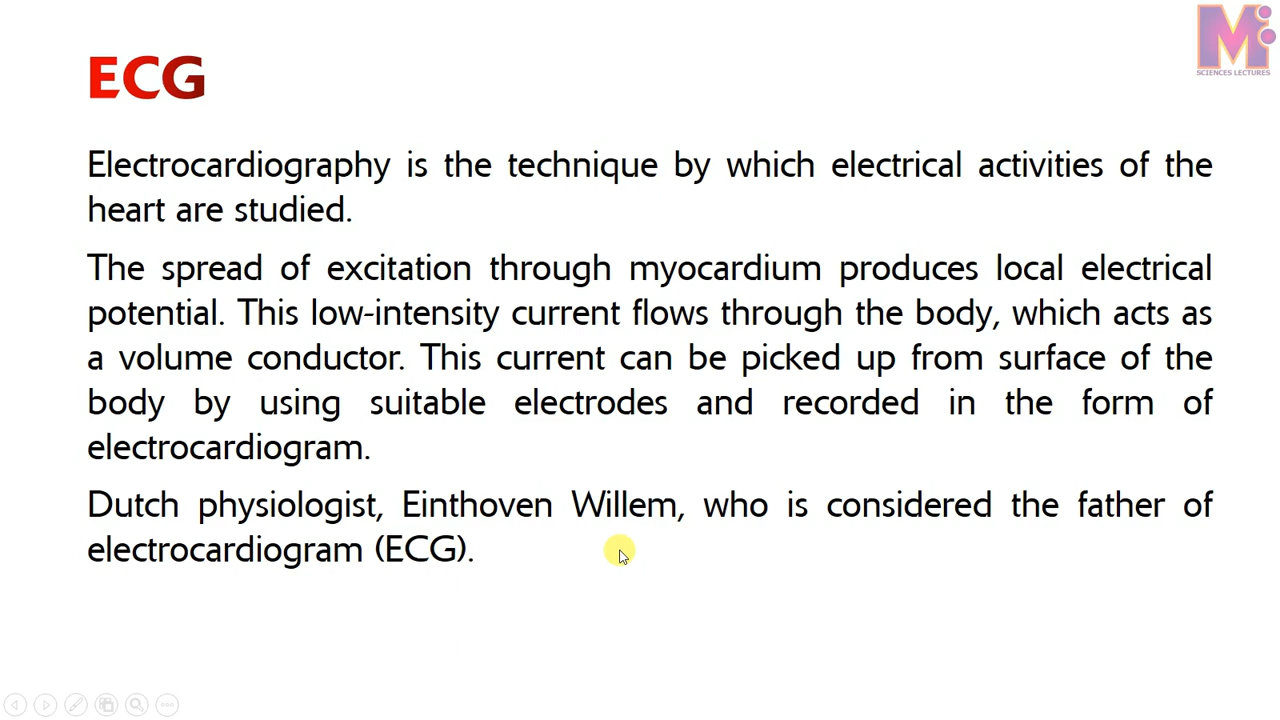 M
SCIENCES LECTURES
ECG
Electrocardiography is the technique by which electrical activities of the
heart are studied.
The spread of excitation through myocardium produces local electrical
potential. This low-intensity current flows through the body, which acts as
a volume conductor. This current can be picked up from surface of the
body by using suitable electrodes and recorded in the form of
electrocardiogram.
Dutch physiologist, Einthoven Willem, who is considered the father of
electrocardiogram (ECG).